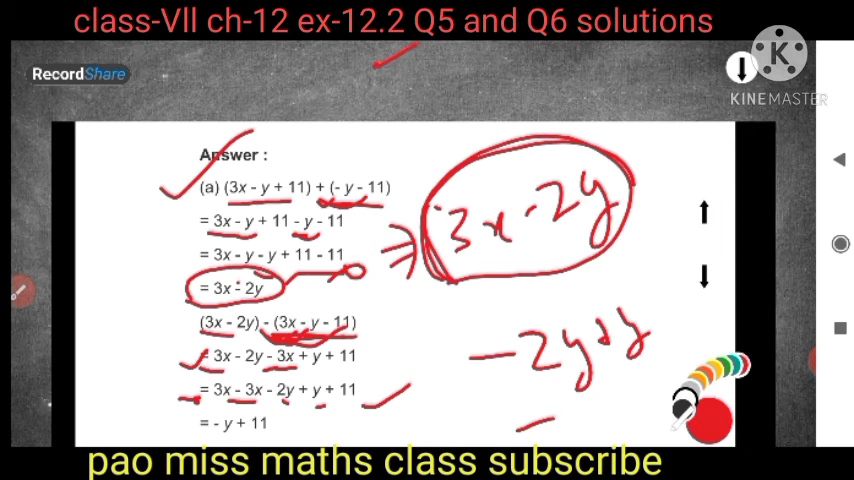 class-VII ch-12 ex-12.2 Q5 and Q6 solutions
RecordShare
K
KINEMASTER
Answer :
(a) (3x - y + 11) + (- y - 11)
= 3x - y + 11 - y - 11
= 3x - y - y + 11 - 11
= 3x - 2y
⇒ 3x - 2y
(3x - 2y) - (3x - y - 11)
= 3x - 2y - 3x + y + 11
= 3x - 3x - 2y + y + 11
= - y + 11
- 2y + y
pao miss maths class subscribe